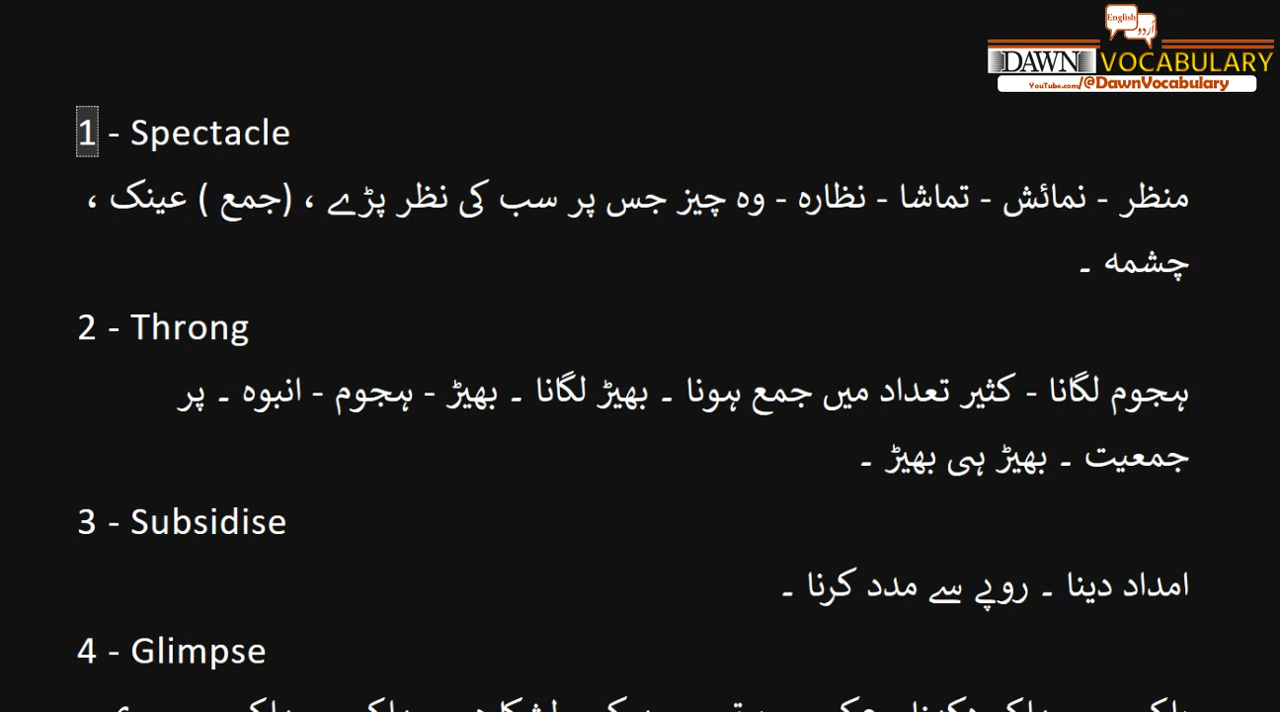 English
اُردو
DAWN VOCABULARY
YouTube.com/@DawnVocabulary
1 - Spectacle
منظر - نمائش - تماشا - نظارہ - وہ چیز جس پر سب کی نظر پڑے ، (جمع ) عینک ،
چشمہ ۔
2 - Throng
ہجوم لگانا - کثیر تعداد میں جمع ہونا ۔ بھیڑ لگانا ۔ بھیڑ - ہجوم - انبوہ ۔ پر
جمعیت ۔ بھیڑ ہی بھیڑ ۔
3 - Subsidise
امداد دینا ۔ روپے سے مدد کرنا ۔
4 - Glimpse